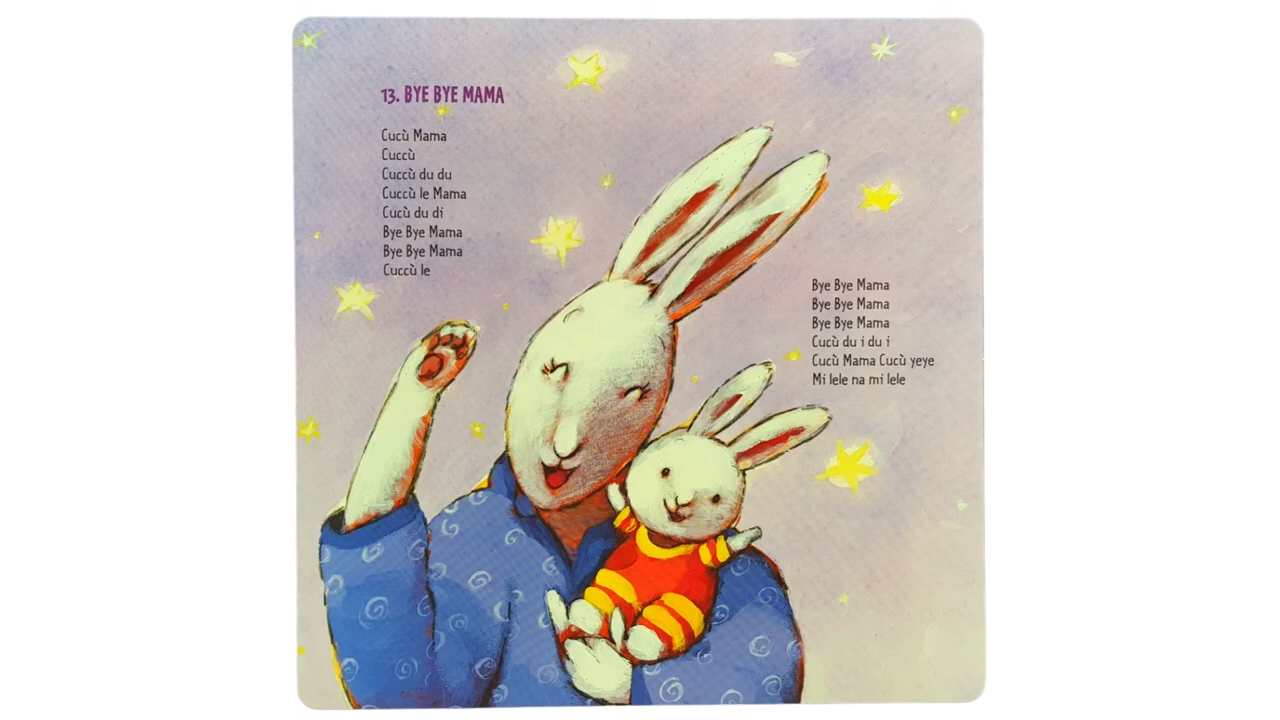 13. BYE BYE MAMA
Cucù Mama
Cuccù
Cuccù du du
Cuccù le Mama
Cucù du di
Bye Bye Mama
Bye Bye Mama
Cuccù le
Bye Bye Mama
Bye Bye Mama
Bye Bye Mama
Cucù du i du i
Cucù Mama Cucù yeye
Mi lele na mi lele